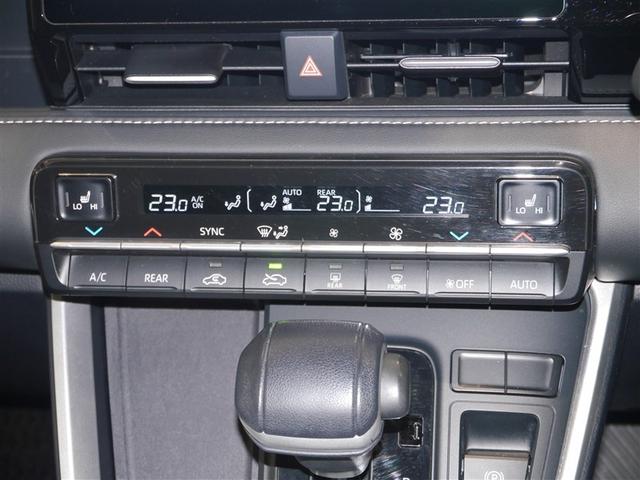 AUTO REAR
23.0 A/C ON 23.0 23.0
LO HI
LO HI
SYNC
A/C REAR REAR FRONT OFF AUTO
P